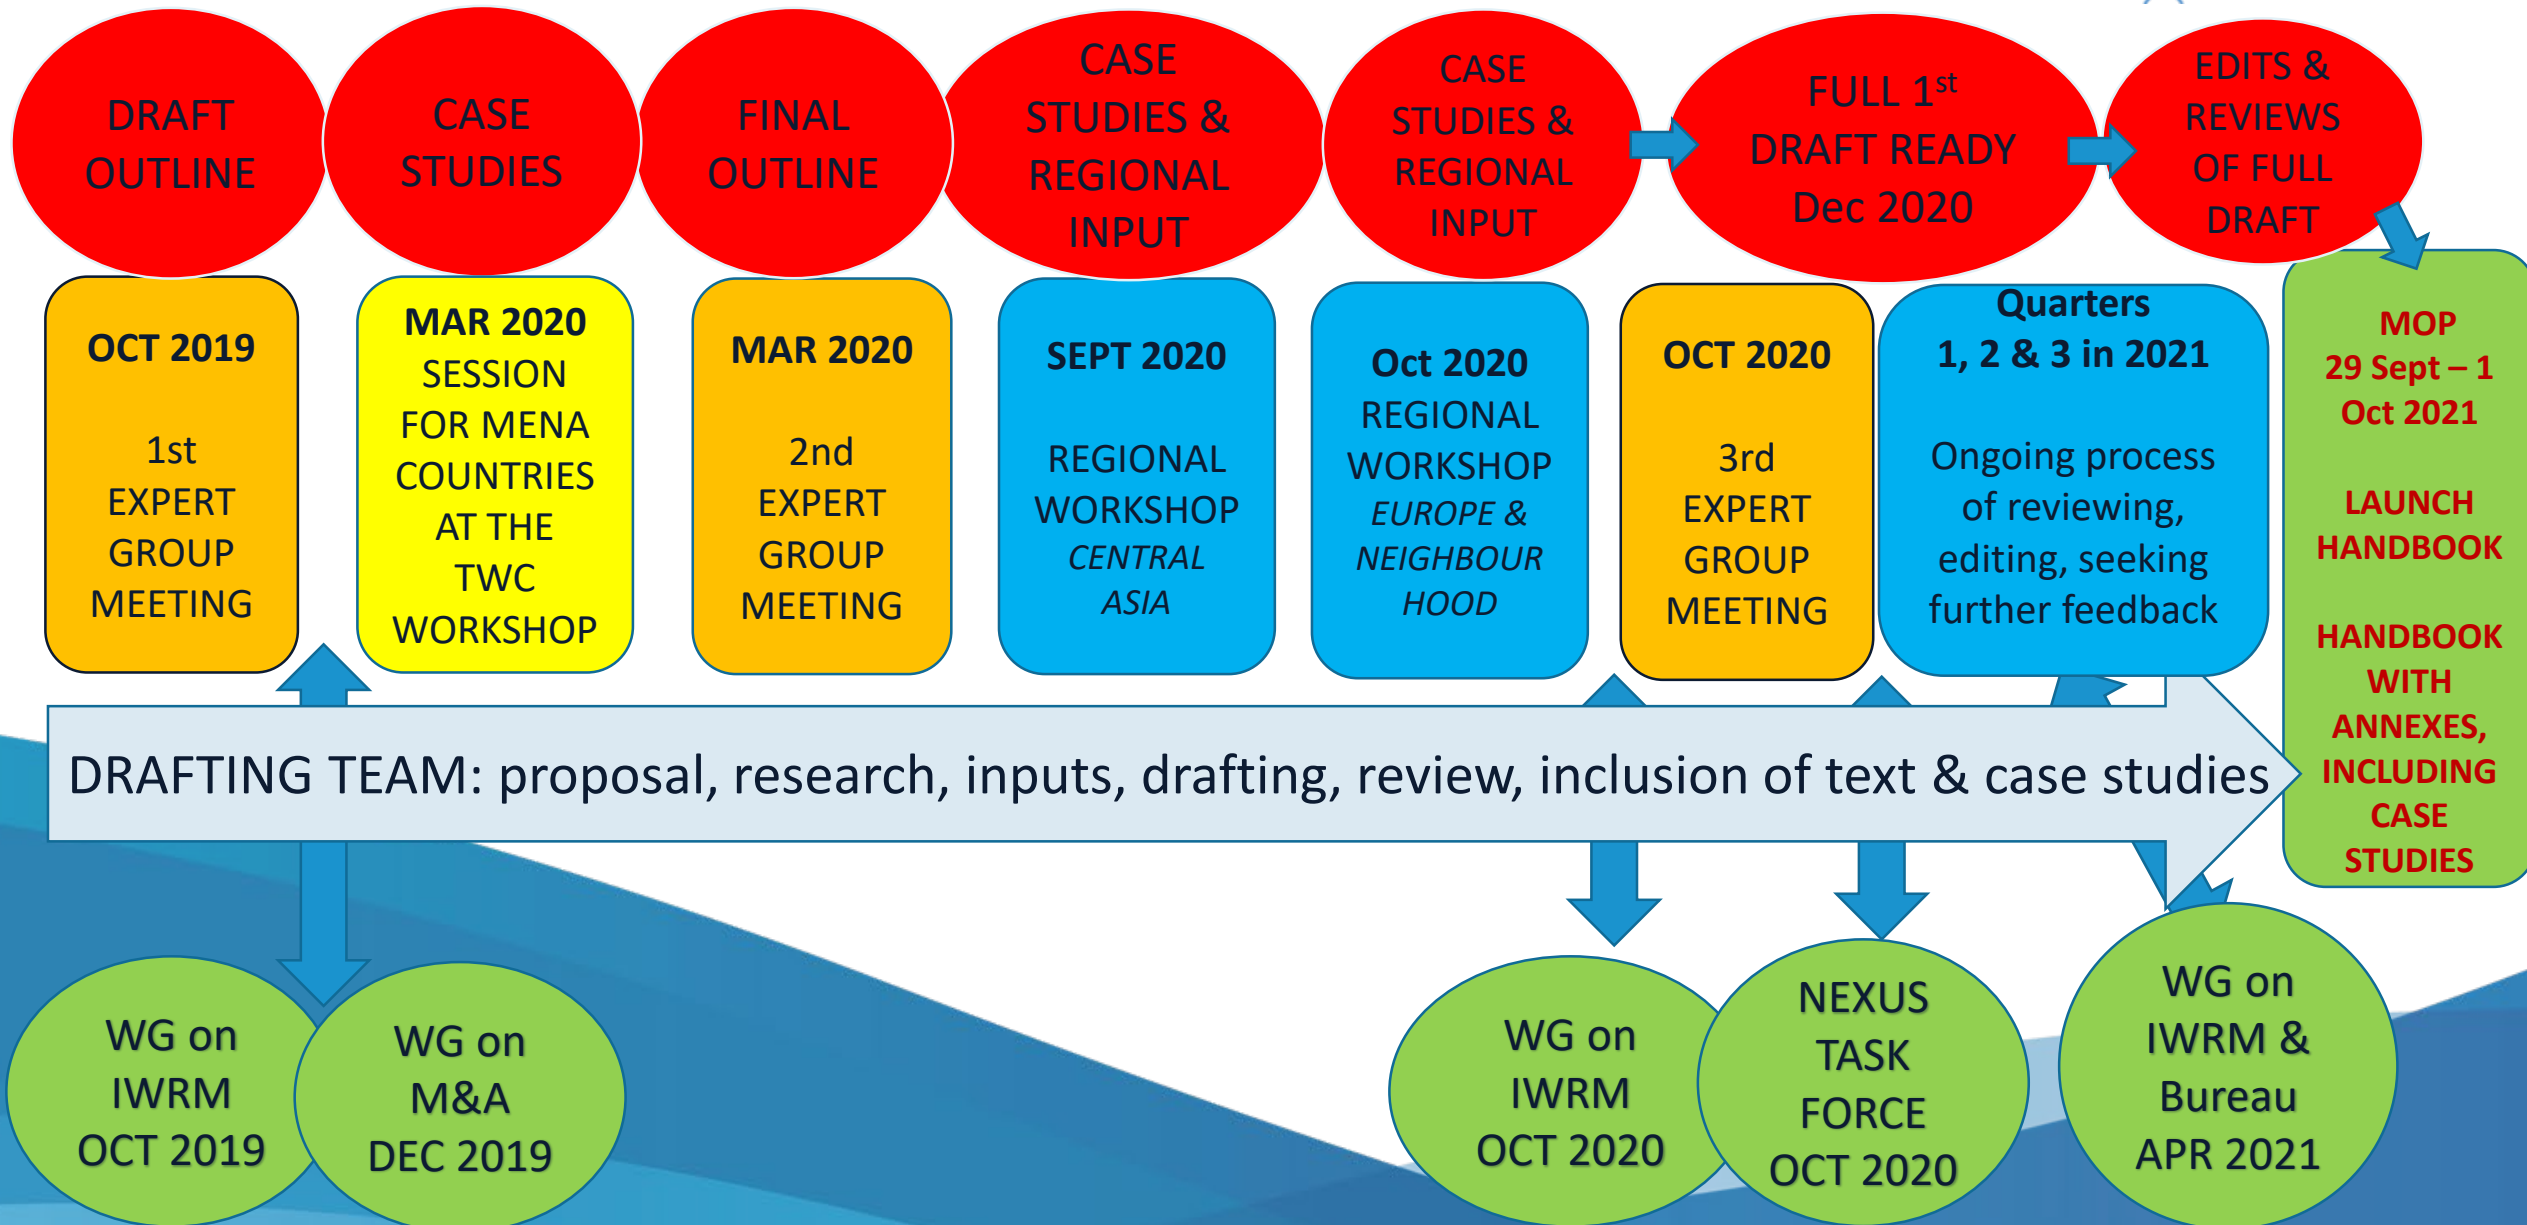 DRAFT
OUTLINE
CASE
STUDIES
FINAL
OUTLINE
CASE
STUDIES &
REGIONAL
INPUT
CASE
STUDIES &
REGIONAL
INPUT
FULL 1st
DRAFT READY
Dec 2020
EDITS &
REVIEWS
OF FULL
DRAFT
OCT 2019
1st
EXPERT
GROUP
MEETING
MAR 2020
SESSION
FOR MENA
COUNTRIES
AT THE
TWC
WORKSHOP
MAR 2020
2nd
EXPERT
GROUP
MEETING
SEPT 2020
REGIONAL
WORKSHOP
CENTRAL
ASIA
Oct 2020
REGIONAL
WORKSHOP
EUROPE &
NEIGHBOUR
HOOD
OCT 2020
3rd
EXPERT
GROUP
MEETING
Quarters
1, 2 & 3 in 2021
Ongoing process
of reviewing,
editing, seeking
further feedback
MOP
29 Sept – 1
Oct 2021
LAUNCH
HANDBOOK
HANDBOOK
WITH
ANNEXES,
INCLUDING
CASE
STUDIES
DRAFTING TEAM: proposal, research, inputs, drafting, review, inclusion of text & case studies
WG on
IWRM
OCT 2019
WG on
M&A
DEC 2019
WG on
IWRM
OCT 2020
NEXUS
TASK
FORCE
OCT 2020
WG on
IWRM &
Bureau
APR 2021